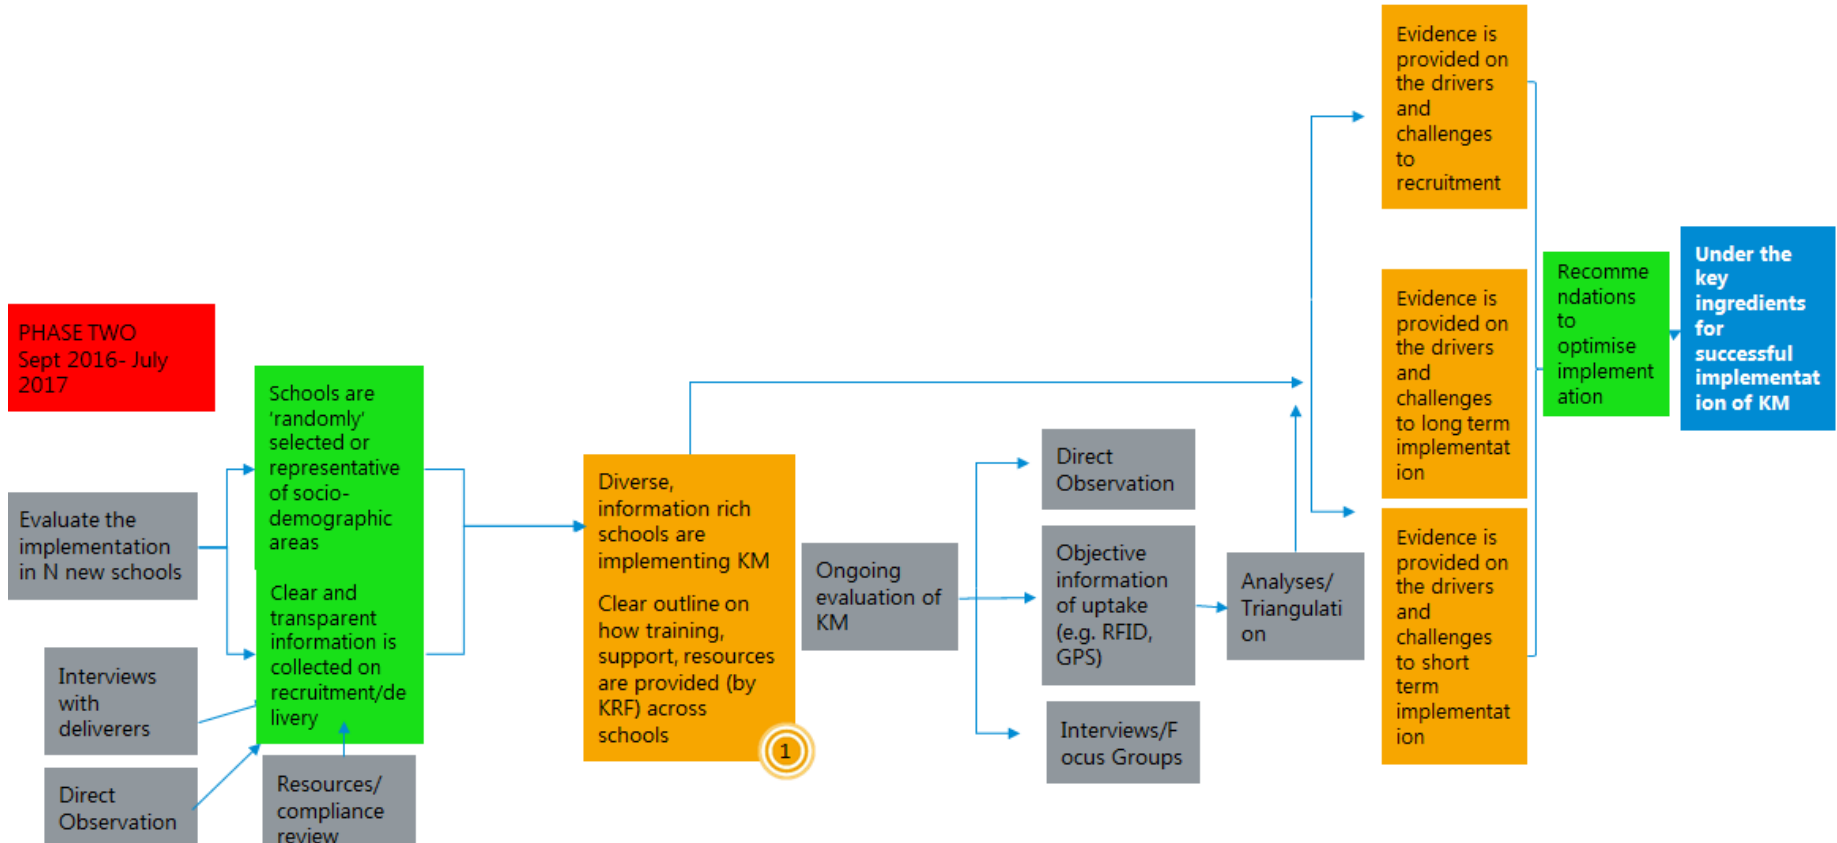 PHASE TWO
Sept 2016- July
2017
Evaluate the
implementation
in N new schools
Interviews
with
deliverers
Direct
Observation
Schools are
'randomly'
selected or
representative
of socio-
demographic
areas
Clear and
transparent
information is
collected on
recruitment/de
livery
Resources/
compliance
review
Diverse,
information rich
schools are
implementing KM
Clear outline on
how training,
support, resources
are provided (by
KRF) across
schools
1
Ongoing
evaluation of
KM
Direct
Observation
Objective
information
of uptake
(e.g. RFID,
GPS)
Interviews/F
ocus Groups
Analyses/
Triangulati
on
Evidence is
provided on
the drivers
and
challenges
to
recruitment
Evidence is
provided on
the drivers
and
challenges
to long term
implementat
ion
Evidence is
provided on
the drivers
and
challenges
to short
term
implementat
ion
Recomme
ndations
to
optimise
implement
ation
Under the
key
ingredients
for
successful
implementat
ion of KM